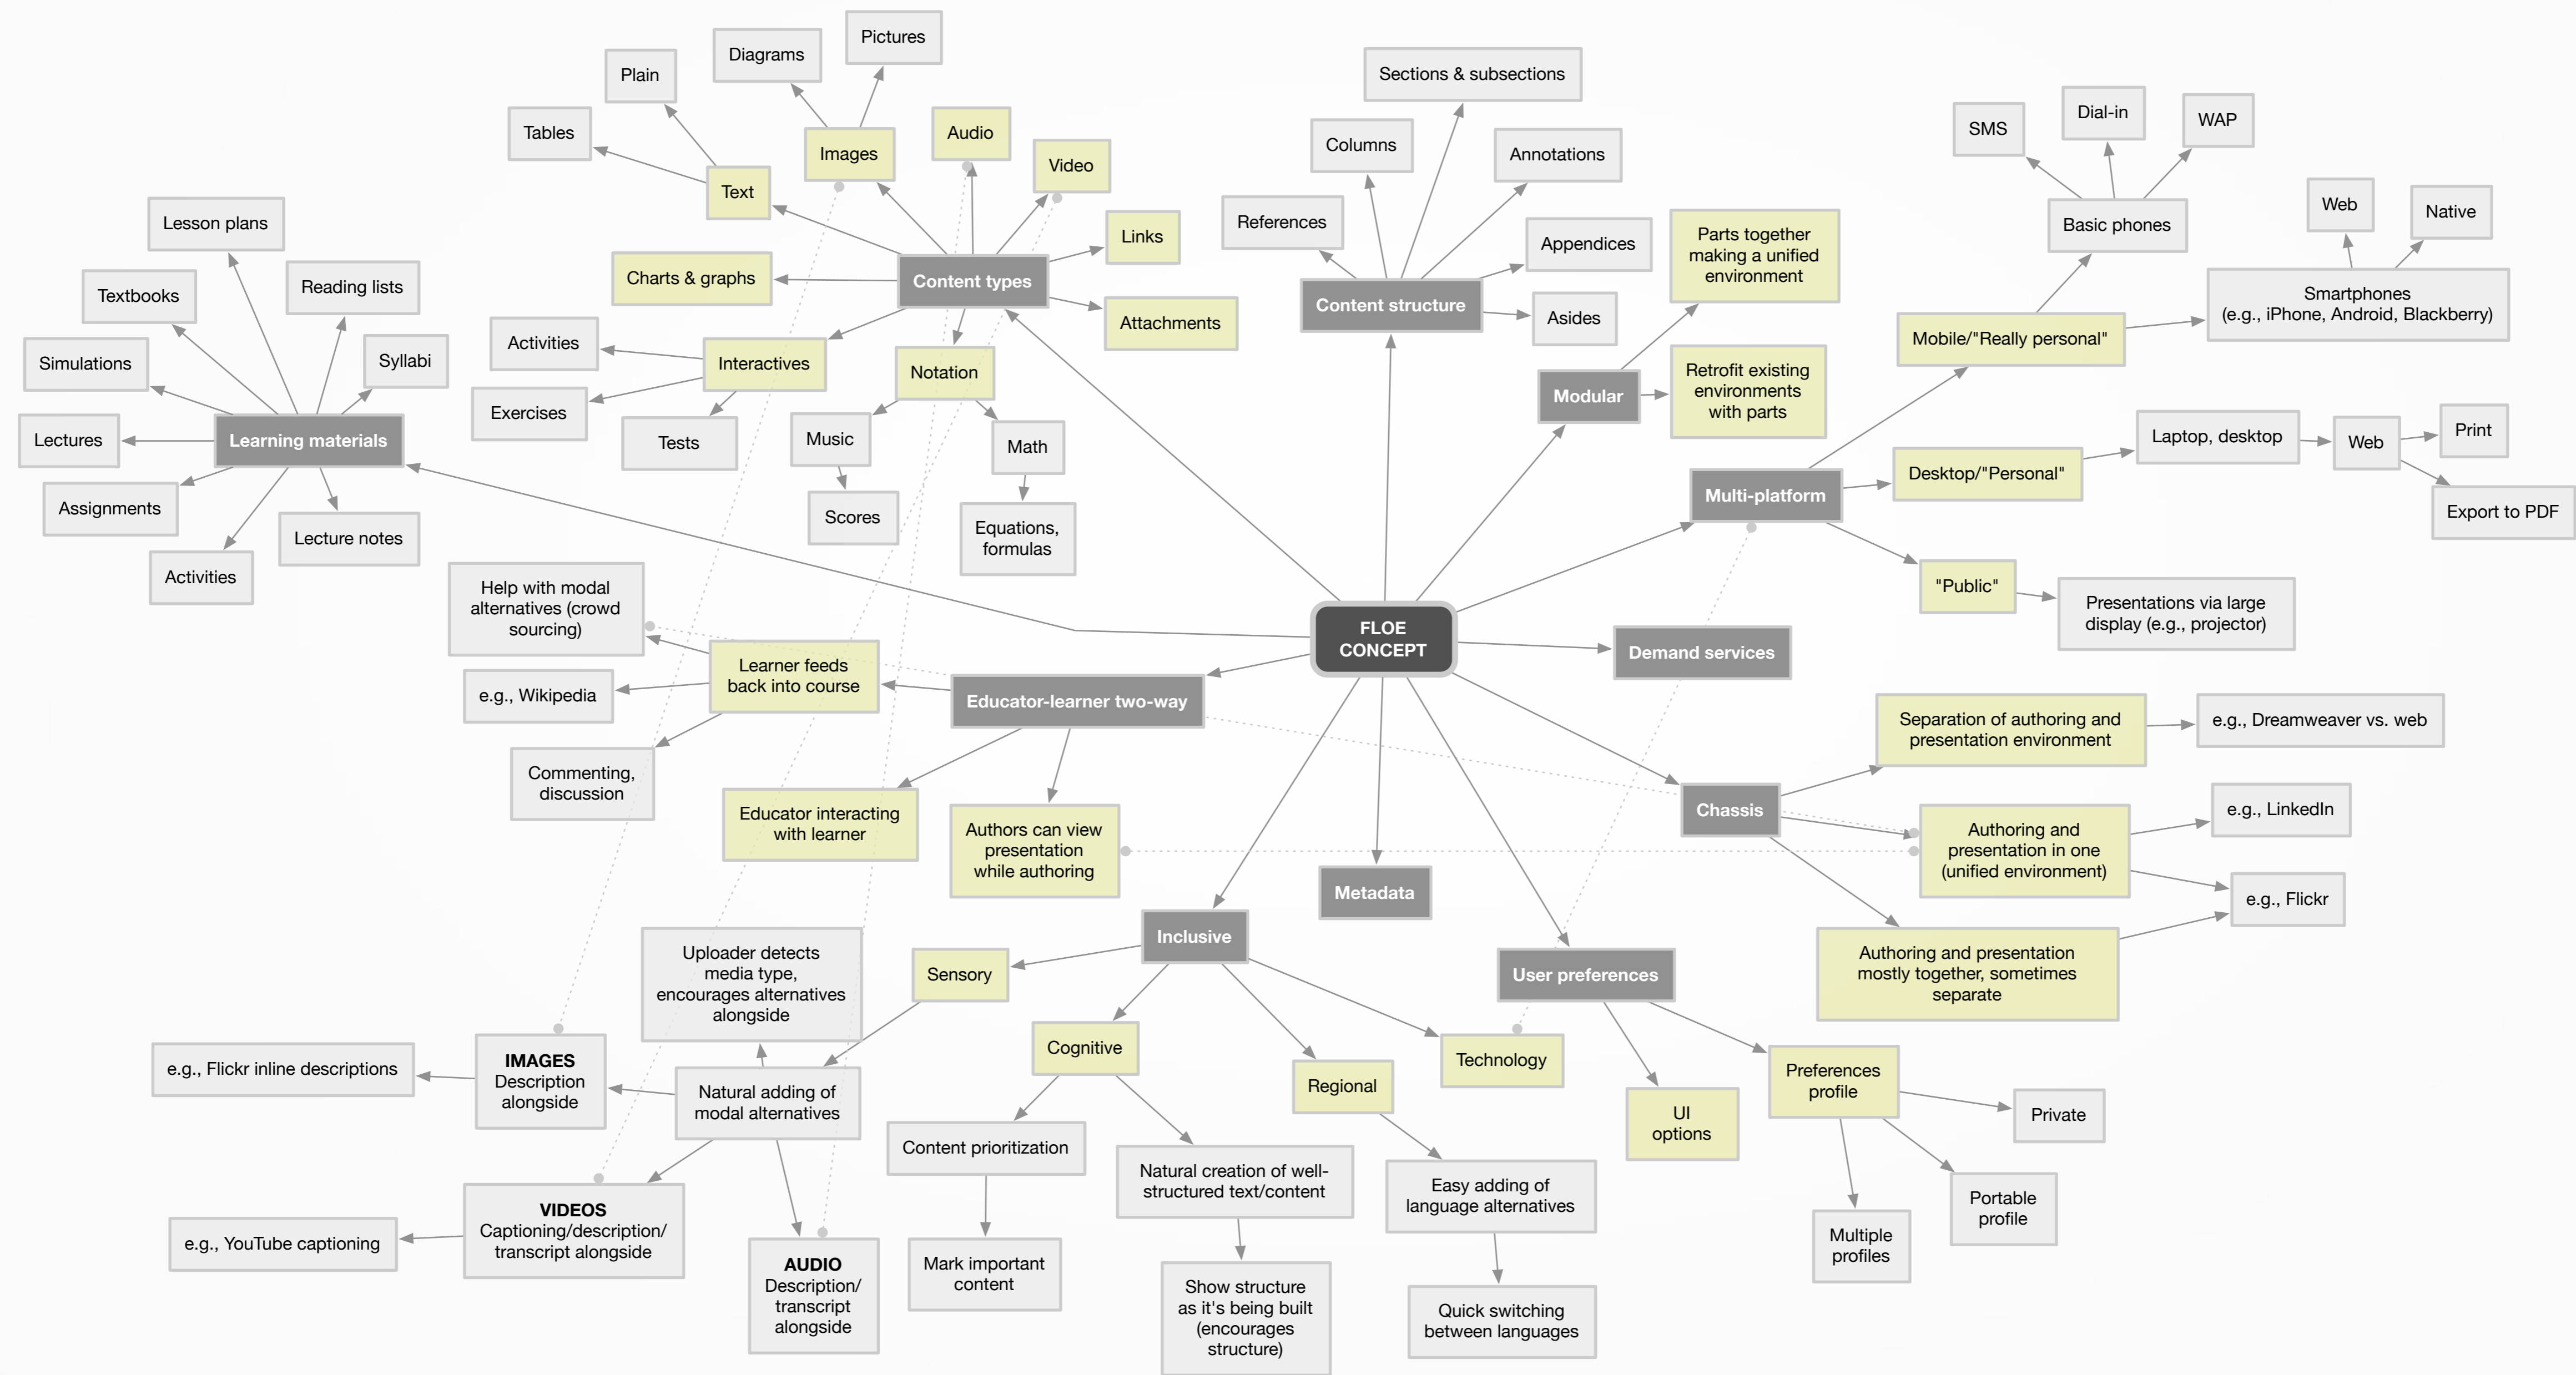 Pictures
Diagrams
Plain
Tables
Images
Audio
Video
Text
Links
Charts & graphs
Content types
Attachments
Activities
Interactives
Exercises
Tests
Notation
Music
Math
Scores
Equations,
formulas
Lesson plans
Textbooks
Reading lists
Simulations
Syllabi
Lectures
Learning materials
Assignments
Lecture notes
Activities
Sections & subsections
Columns
Annotations
References
Appendices
Content structure
Asides
Parts together
making a unified
environment
Modular
Retrofit existing
environments
with parts
SMS
Dial-in
WAP
Basic phones
Web
Native
Smartphones
(e.g., iPhone, Android, Blackberry)
Mobile/"Really personal"
Multi-platform
Desktop/"Personal"
Laptop, desktop
Web
Print
Export to PDF
"Public"
Presentations via large
display (e.g., projector)
FLOE
CONCEPT
Demand services
Help with modal
alternatives (crowd
sourcing)
Learner feeds
back into course
e.g., Wikipedia
Commenting,
discussion
Educator-learner two-way
Educator interacting
with learner
Authors can view
presentation
while authoring
Separation of authoring and
presentation environment
e.g., Dreamweaver vs. web
Chassis
Authoring and
presentation in one
(unified environment)
e.g., LinkedIn
e.g., Flickr
Authoring and presentation
mostly together, sometimes
separate
Metadata
Inclusive
Sensory
Cognitive
Regional
Technology
User preferences
UI
options
Preferences
profile
Private
Portable
profile
Multiple
profiles
Uploader detects
media type,
encourages alternatives
alongside
Natural adding of
modal alternatives
IMAGES
Description
alongside
e.g., Flickr inline descriptions
VIDEOS
Captioning/description/
transcript alongside
e.g., YouTube captioning
AUDIO
Description/
transcript
alongside
Content prioritization
Mark important
content
Natural creation of well-
structured text/content
Show structure
as it's being built
(encourages
structure)
Easy adding of
language alternatives
Quick switching
between languages